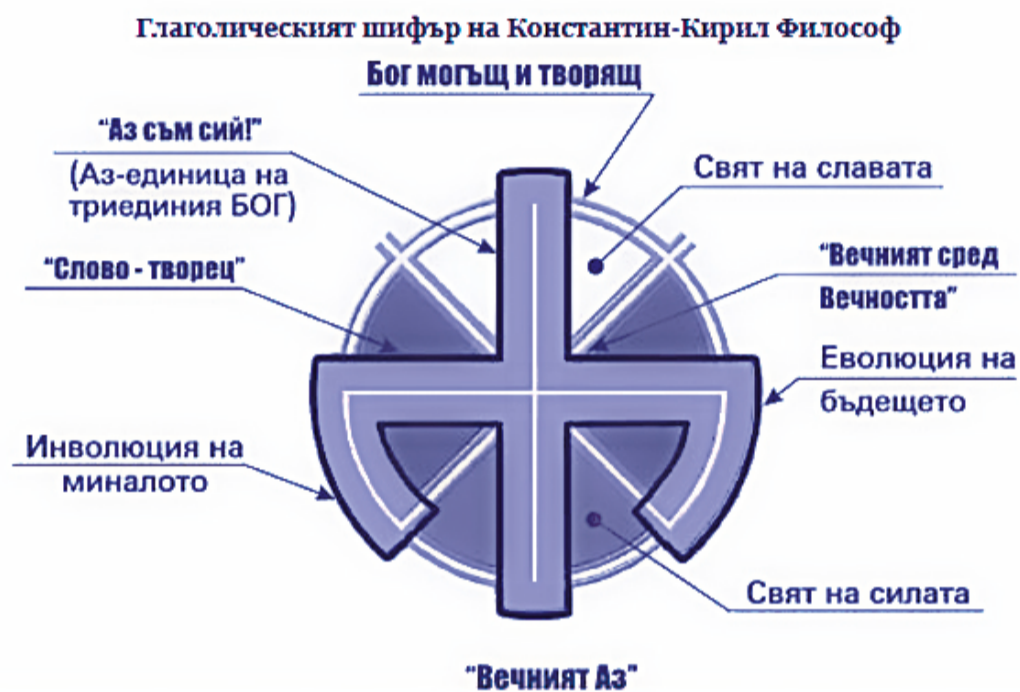 Глаголическият шифър на Константин-Кирил Философ
Бог могъщ и творящ
“Аз съм сий!”
(Аз-единица на
триединия БОГ)
Свят на славата
“Слово - творец”
“Вечният сред
Вечността”
Еволюция на
бъдещето
Инволюция на
миналото
Свят на силата
“Вечният Аз”